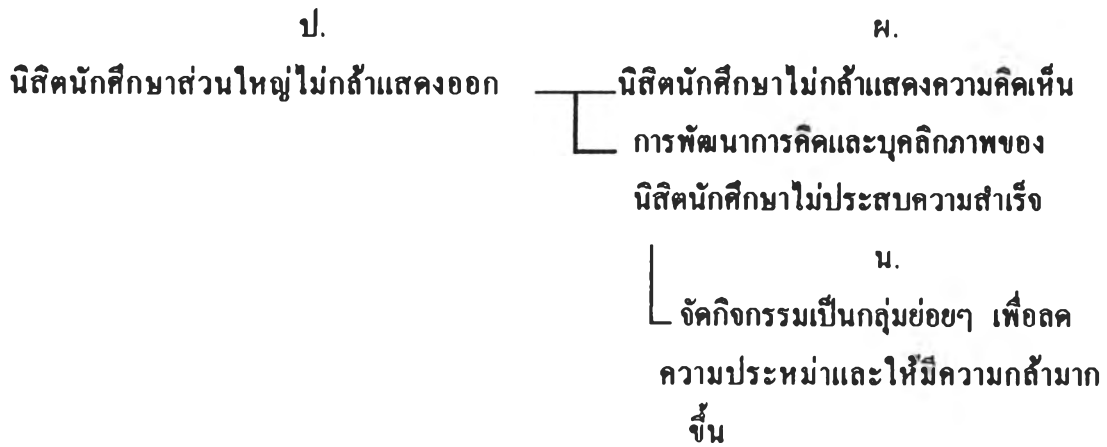 ป. ผ.
นิสิตนักศึกษาส่วนใหญ่ไม่กล้าแสดงออก นิสิตนักศึกษาไม่กล้าแสดงความคิดเห็น
การพัฒนาการคิดและบุคลิกภาพของ
นิสิตนักศึกษาไม่ประสบความสำเร็จ
น.
จัดกิจกรรมเป็นกลุ่มย่อยๆ เพื่อลด
ความประหม่าและให้มีความกล้ามาก
ขึ้น